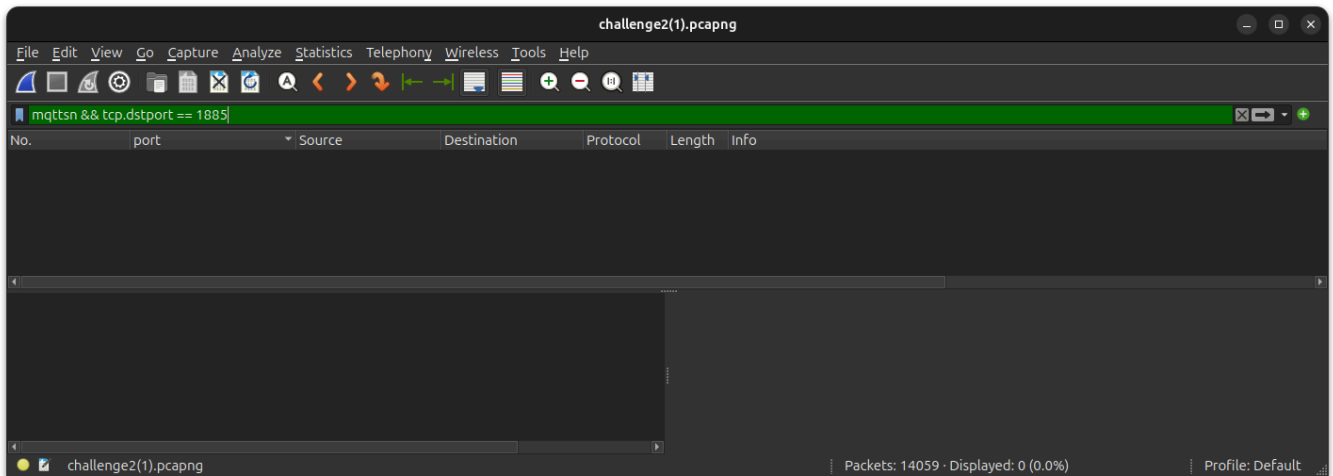 challenge2(1).pcapng
File Edit View Go Capture Analyze Statistics Telephony Wireless Tools Help
mqttsn && tcp.dstport == 1885
No. port Source Destination Protocol Length Info
challenge2(1).pcapng Packets: 14059 · Displayed: 0 (0.0%) Profile: Default